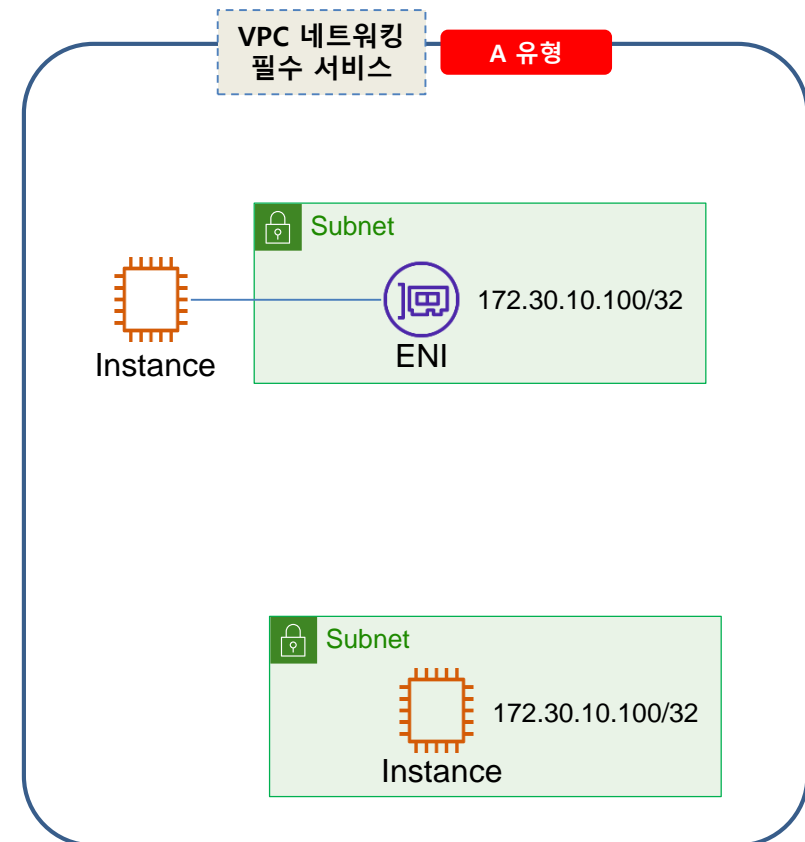 VPC 네트워킹
필수 서비스
A 유형
Subnet
172.30.10.100/32
Instance
ENI
Subnet
172.30.10.100/32
Instance